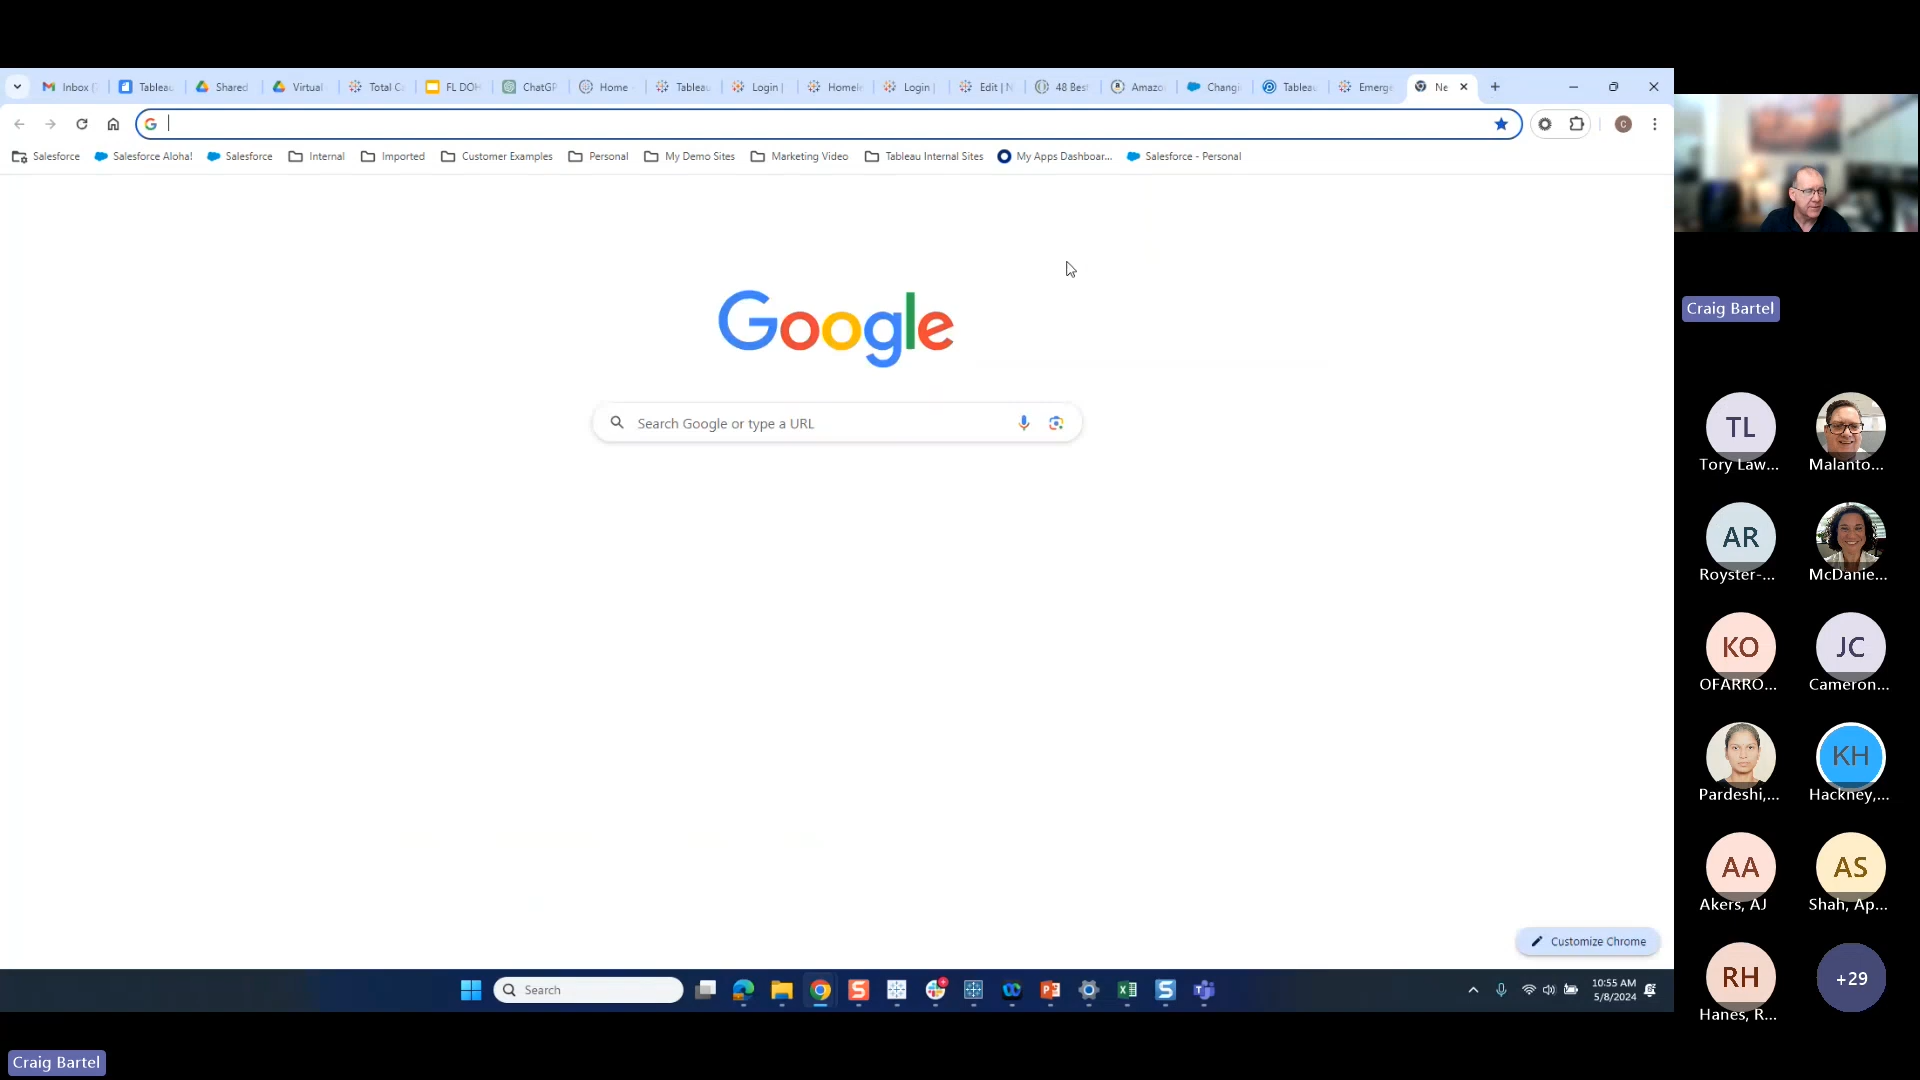 Inbox (
Tableau
Shared
Virtual
Total C
FL DOH
ChatGP
Home
Tableau
Login |
Homele
Login |
Edit | N
48 Best
Amazo
Changi
Tableau
Emerge
Ne
Salesforce
Salesforce Aloha!
Salesforce
Internal
Imported
Customer Examples
Personal
My Demo Sites
Marketing Video
Tableau Internal Sites
My Apps Dashboar...
Salesforce - Personal
C
Google
Search Google or type a URL
Customize Chrome
Search
10:55 AM
5/8/2024
Craig Bartel
Craig Bartel
TL
Tory Law...
Malanto...
AR
Royster-...
McDanie...
KO
OFARRO...
JC
Cameron...
Pardeshi,...
KH
Hackney,...
AA
Akers, AJ
AS
Shah, Ap...
RH
Hanes, R...
+29